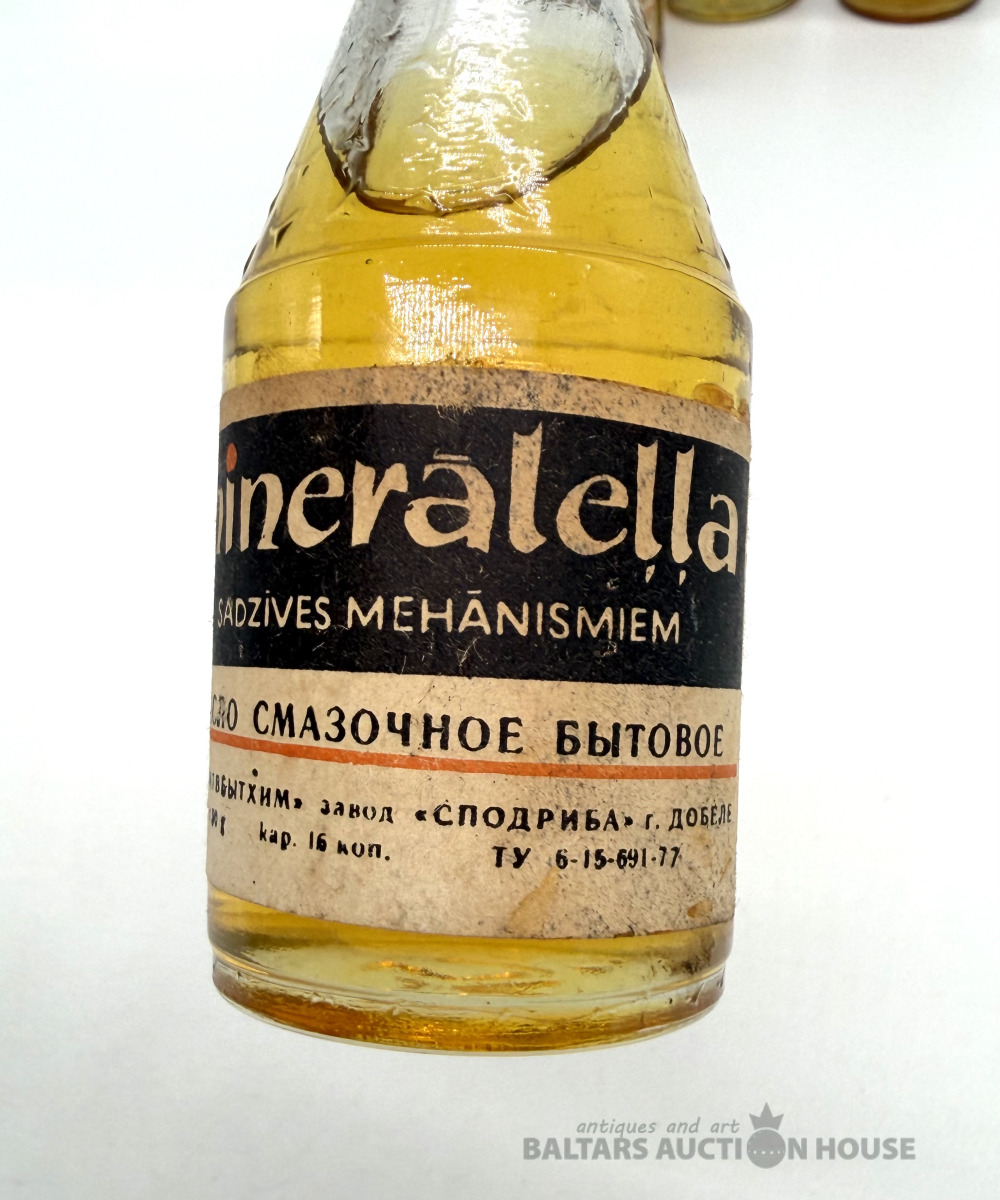 ineraleļļa
SADZĪVES MEHĀNISMIEM
СМАЗОЧНОЕ БЫТОВОЕ
завод «СПОДРИБА» г. ДОБЕЛЕ
кар. 16 коп. ТУ 6-15-691-77
antiques and art
BALTARS AUCTION HOUSE